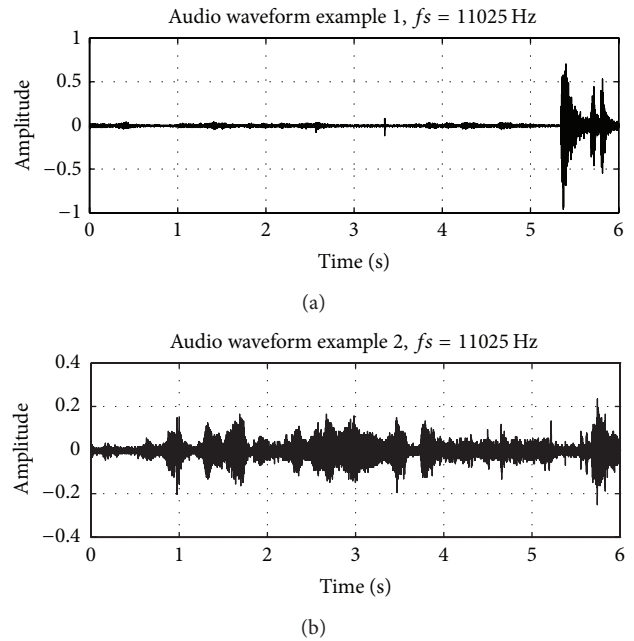 Audio waveform example 1, fs = 11025 Hz
1
0.5
0
−0.5
−1
Amplitude
0 1 2 3 4 5 6
Time (s)
(a)
Audio waveform example 2, fs = 11025 Hz
0.4
0.2
0
−0.2
−0.4
Amplitude
0 1 2 3 4 5 6
Time (s)
(b)